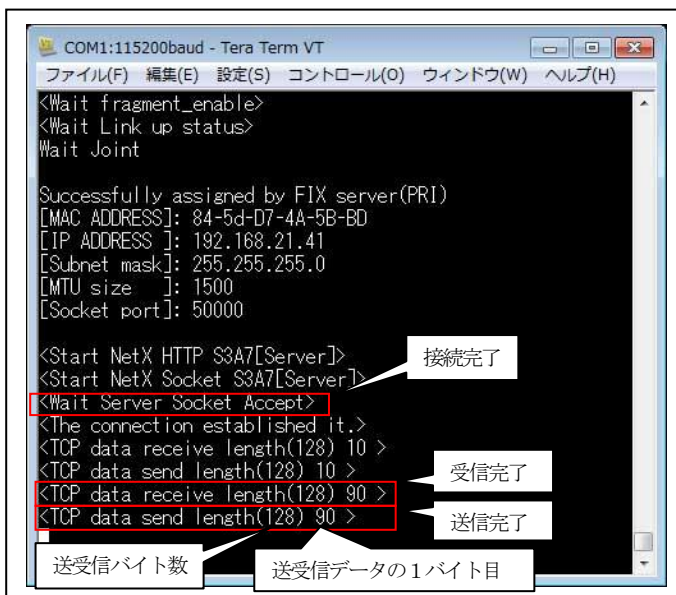 COM1:115200baud - Tera Term VT
ファイル(F) 編集(E) 設定(S) コントロール(O) ウィンドウ(W) ヘルプ(H)
<Wait fragment_enable>
<Wait Link up status>
Wait Joint
Successfully assigned by FIX server(PRI)
[MAC ADDRESS]: 84-5d-D7-4A-5B-BD
[IP ADDRESS ]: 192.168.21.41
[Subnet mask]: 255.255.255.0
[MTU size   ]: 1500
[Socket port]: 50000
<Start NetX HTTP S3A7[Server]>
接続完了
<Start NetX Socket S3A7[Server]>
<Wait Server Socket Accept>
<The connection established it.>
<TCP data receive length(128) 10 >
<TCP data send length(128) 10 >
受信完了
<TCP data receive length(128) 90 >
<TCP data send length(128) 90 >
送信完了
送受信バイト数
送受信データの１バイト目